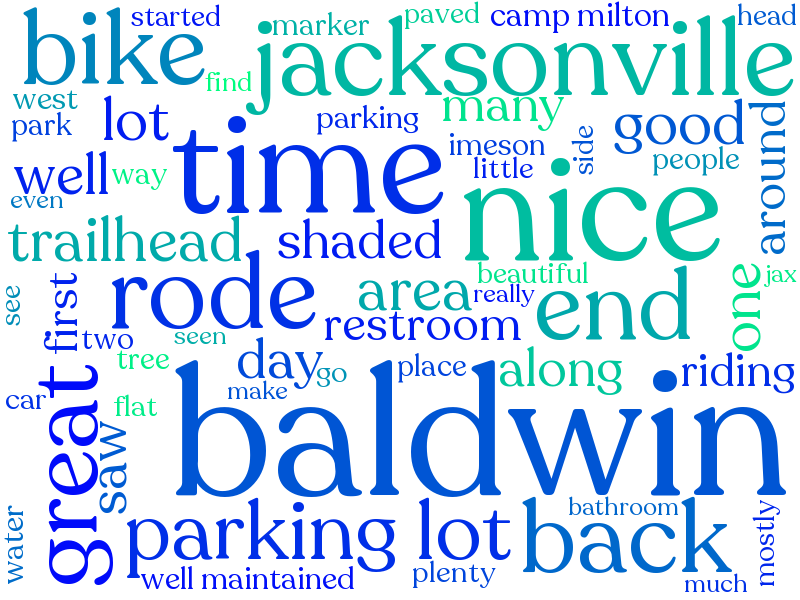 started
marker
paved
camp milton
head
bike
jacksonville
find
west
park
lot
parking
many
good
around
imeson
side
people
little
well
way
time
nice
even
trailhead
shaded
beautiful
jax
one
see
first
rode
area
really
end
two
seen
restroom
tree
day
go
place
along
riding
make
car
flat
great
saw
baldwin
water
parking lot
back
bathroom
mostly
well maintained
plenty
much